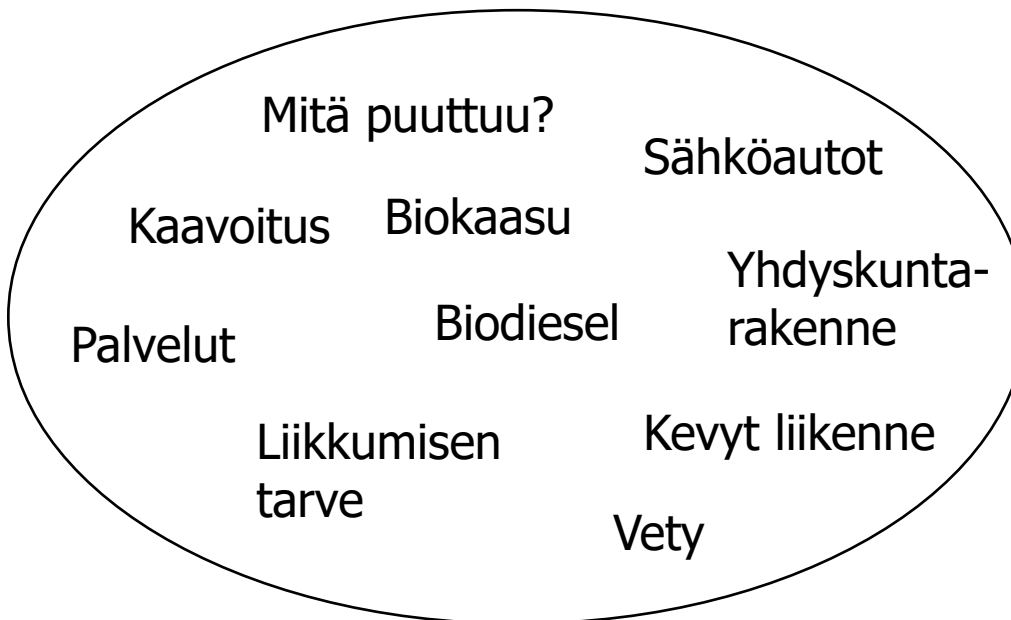 Mitä puuttuu?
Sähköautot
Kaavoitus
Biokaasu
Yhdyskunta-
rakenne
Palvelut
Biodiesel
Liikkumisen
tarve
Kevyt liikenne
Vety